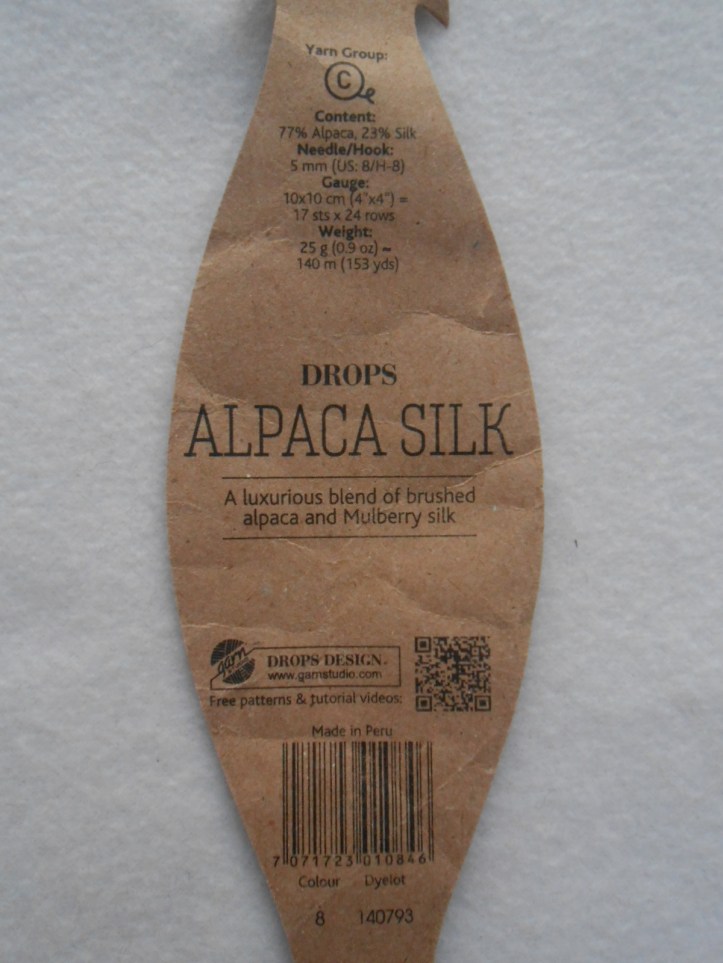 Yarn Group:
C
Content:
77% Alpaca, 23% Silk
Needle/Hook:
5 mm (US: 8/H-8)
Gauge:
10x10 cm (4"x4") =
17 sts x 24 rows
Weight:
25 g (0.9 oz) ~
140 m (153 yds)
DROPS
ALPACA SILK
A luxurious blend of brushed
alpaca and Mulberry silk
garn
DROPS DESIGN
www.garnstudio.com
Free patterns & tutorial videos:
Made in Peru
7 071723 010846
Colour Dyelot
8 140793